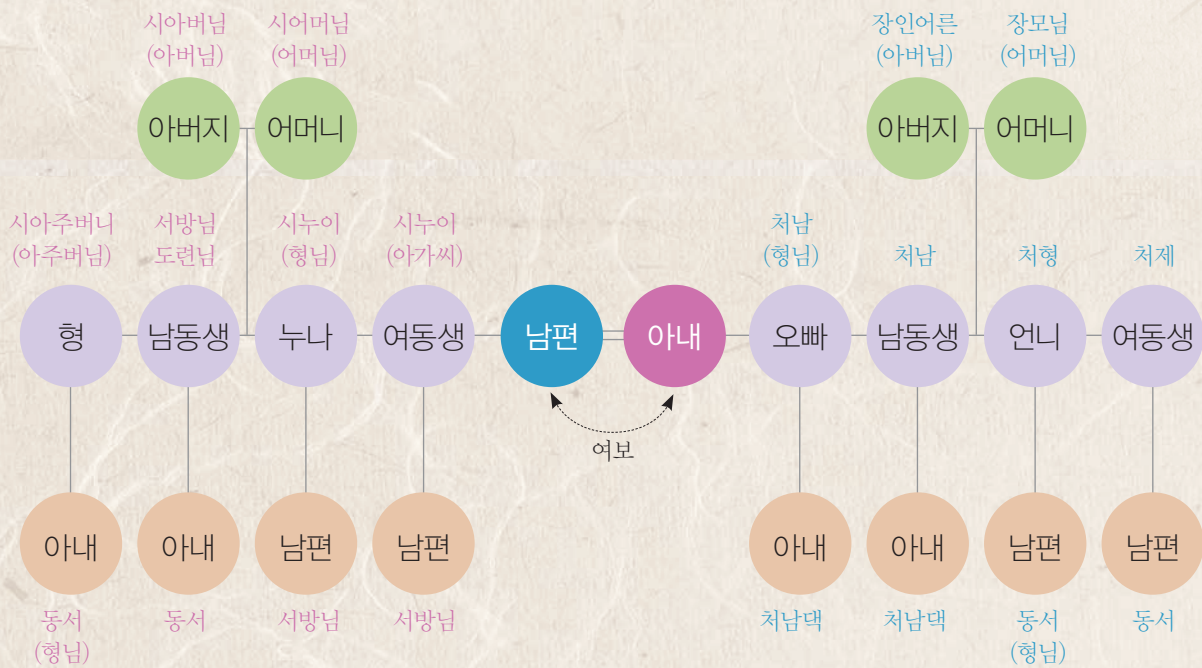 시아버님 시어머님 장인어른 장모님
(아버님) (어머님) (아버님) (어머님)
아버지 어머니 아버지 어머니
시아주버니 서방님 시누이 시누이 처남
(아주버님) 도련님 (형님) (아가씨) (형님) 처남 처형 처제
형 남동생 누나 여동생 남편 아내 오빠 남동생 언니 여동생
여보
아내 아내 남편 남편 아내 아내 남편 남편
동서 동서 서방님 서방님 처남댁 처남댁 동서 동서
(형님) (형님)